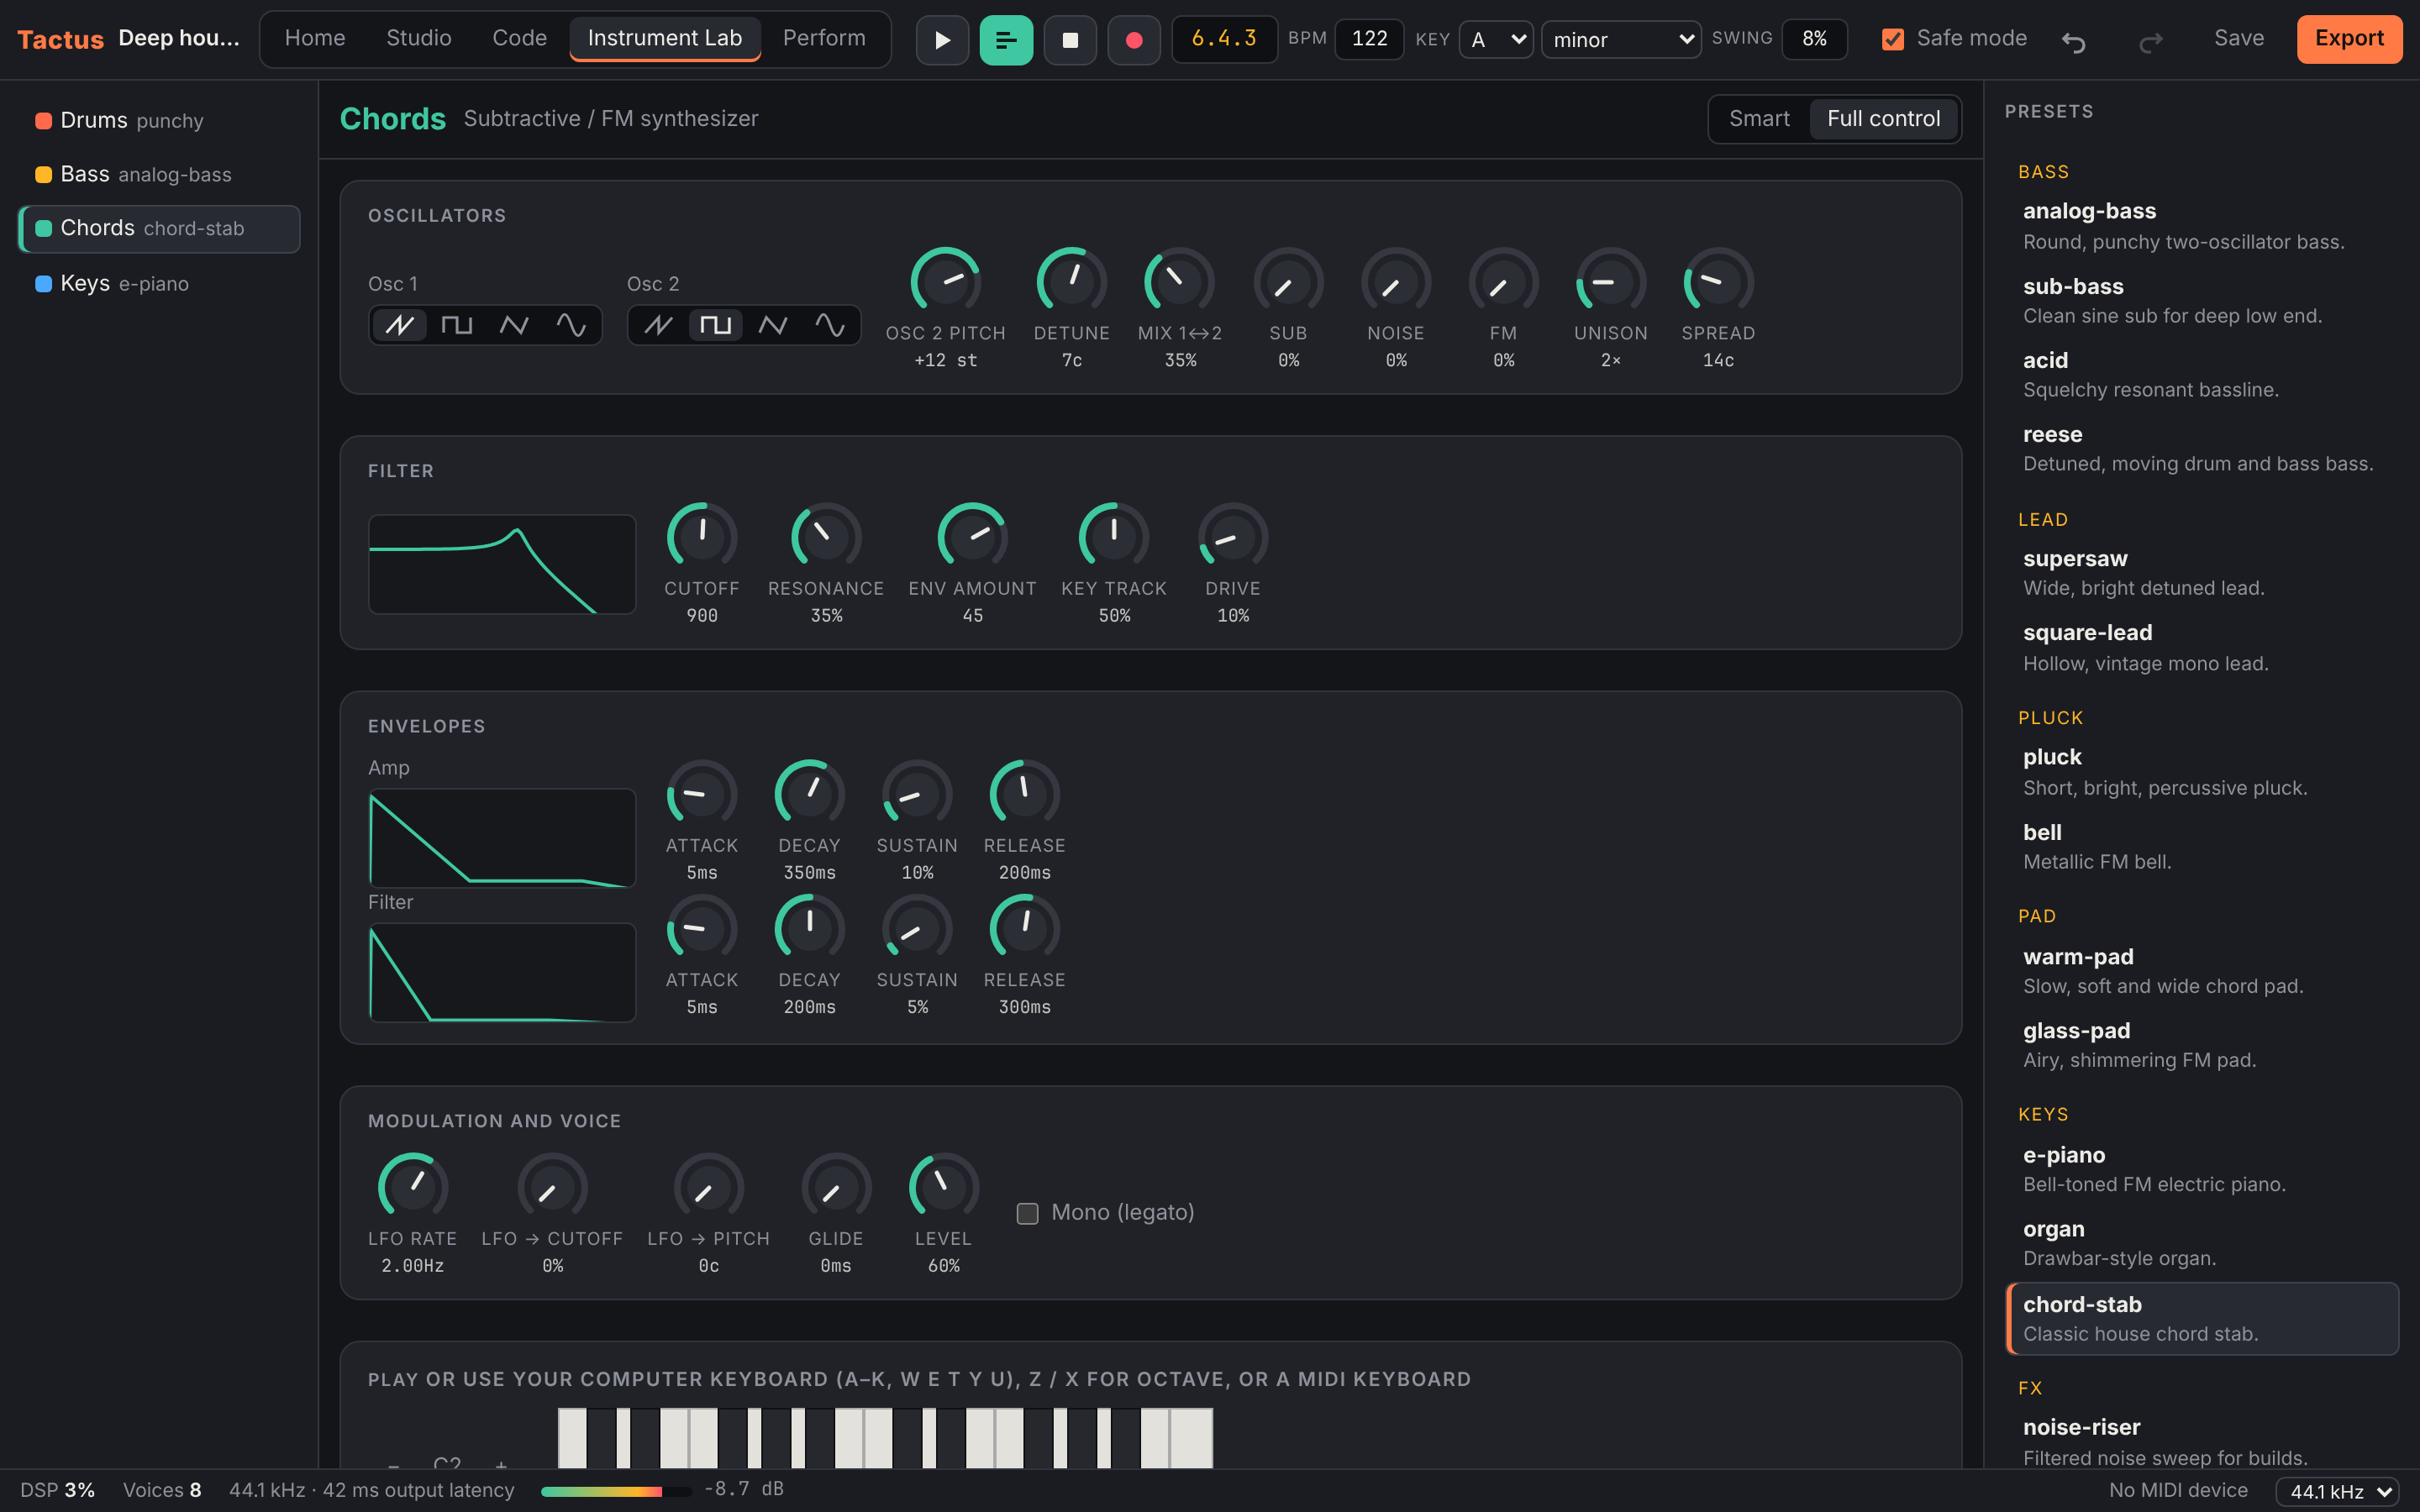 Tactus Deep hou... Home Studio Code Instrument Lab Perform 6.4.3 BPM 122 KEY A minor SWING 8% Safe mode Save Export
Drums punchy
Bass analog-bass
Chords chord-stab
Keys e-piano
Chords Subtractive / FM synthesizer Smart Full control
OSCILLATORS
Osc 1 Osc 2
OSC 2 PITCH DETUNE MIX 1↔2 SUB NOISE FM UNISON SPREAD
+12 st 7c 35% 0% 0% 0% 2× 14c
FILTER
CUTOFF RESONANCE ENV AMOUNT KEY TRACK DRIVE
900 35% 45 50% 10%
ENVELOPES
Amp
ATTACK DECAY SUSTAIN RELEASE
5ms 350ms 10% 200ms
Filter
ATTACK DECAY SUSTAIN RELEASE
5ms 200ms 5% 300ms
MODULATION AND VOICE
LFO RATE LFO → CUTOFF LFO → PITCH GLIDE LEVEL
2.00Hz 0% 0c 0ms 60%
Mono (legato)
PLAY OR USE YOUR COMPUTER KEYBOARD (A–K, W E T Y U), Z / X FOR OCTAVE, OR A MIDI KEYBOARD
− C2 +
PRESETS
BASS
analog-bass
Round, punchy two-oscillator bass.
sub-bass
Clean sine sub for deep low end.
acid
Squelchy resonant bassline.
reese
Detuned, moving drum and bass bass.
LEAD
supersaw
Wide, bright detuned lead.
square-lead
Hollow, vintage mono lead.
PLUCK
pluck
Short, bright, percussive pluck.
bell
Metallic FM bell.
PAD
warm-pad
Slow, soft and wide chord pad.
glass-pad
Airy, shimmering FM pad.
KEYS
e-piano
Bell-toned FM electric piano.
organ
Drawbar-style organ.
chord-stab
Classic house chord stab.
FX
noise-riser
Filtered noise sweep for builds.
DSP 3% Voices 8 44.1 kHz · 42 ms output latency -8.7 dB No MIDI device 44.1 kHz